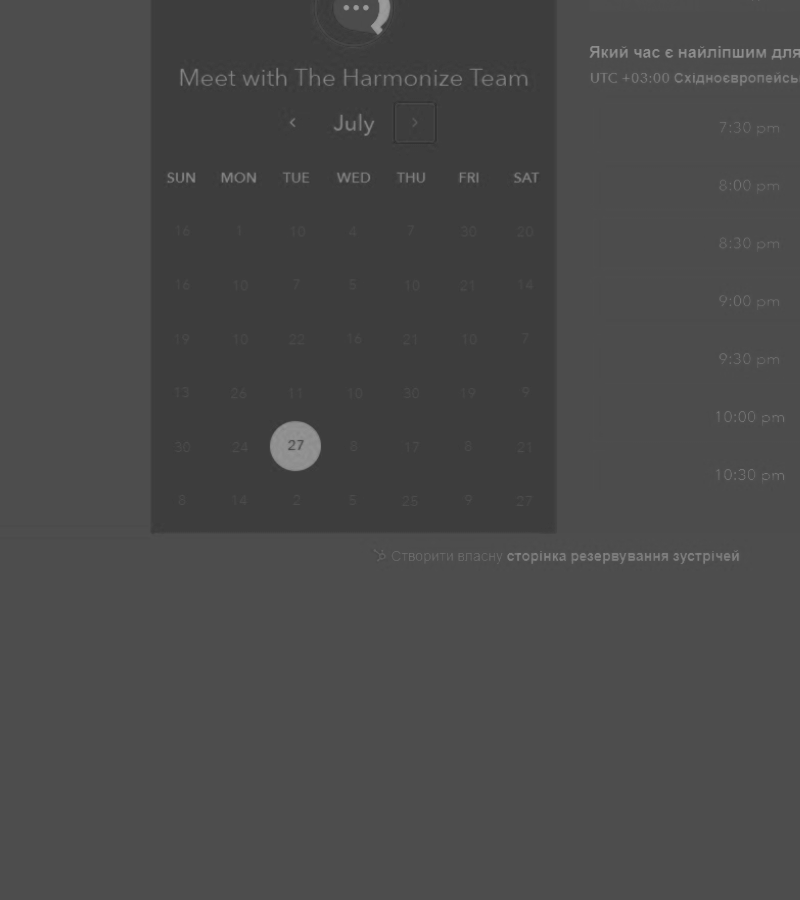 Meet with The Harmonize Team
July
SUN MON TUE WED THU FRI SAT
16 1 10 4 7 30 20
16 10 7 5 10 21 14
19 10 22 16 21 10 7
13 26 11 10 30 19 9
30 24 27 8 17 8 21
8 14 2 5 25 9 27
Який час є найліпшим для
UTC +03:00
7:30 pm
8:00 pm
8:30 pm
9:00 pm
9:30 pm
10:00 pm
10:30 pm
Створити власну сторінка резервування зустрічей